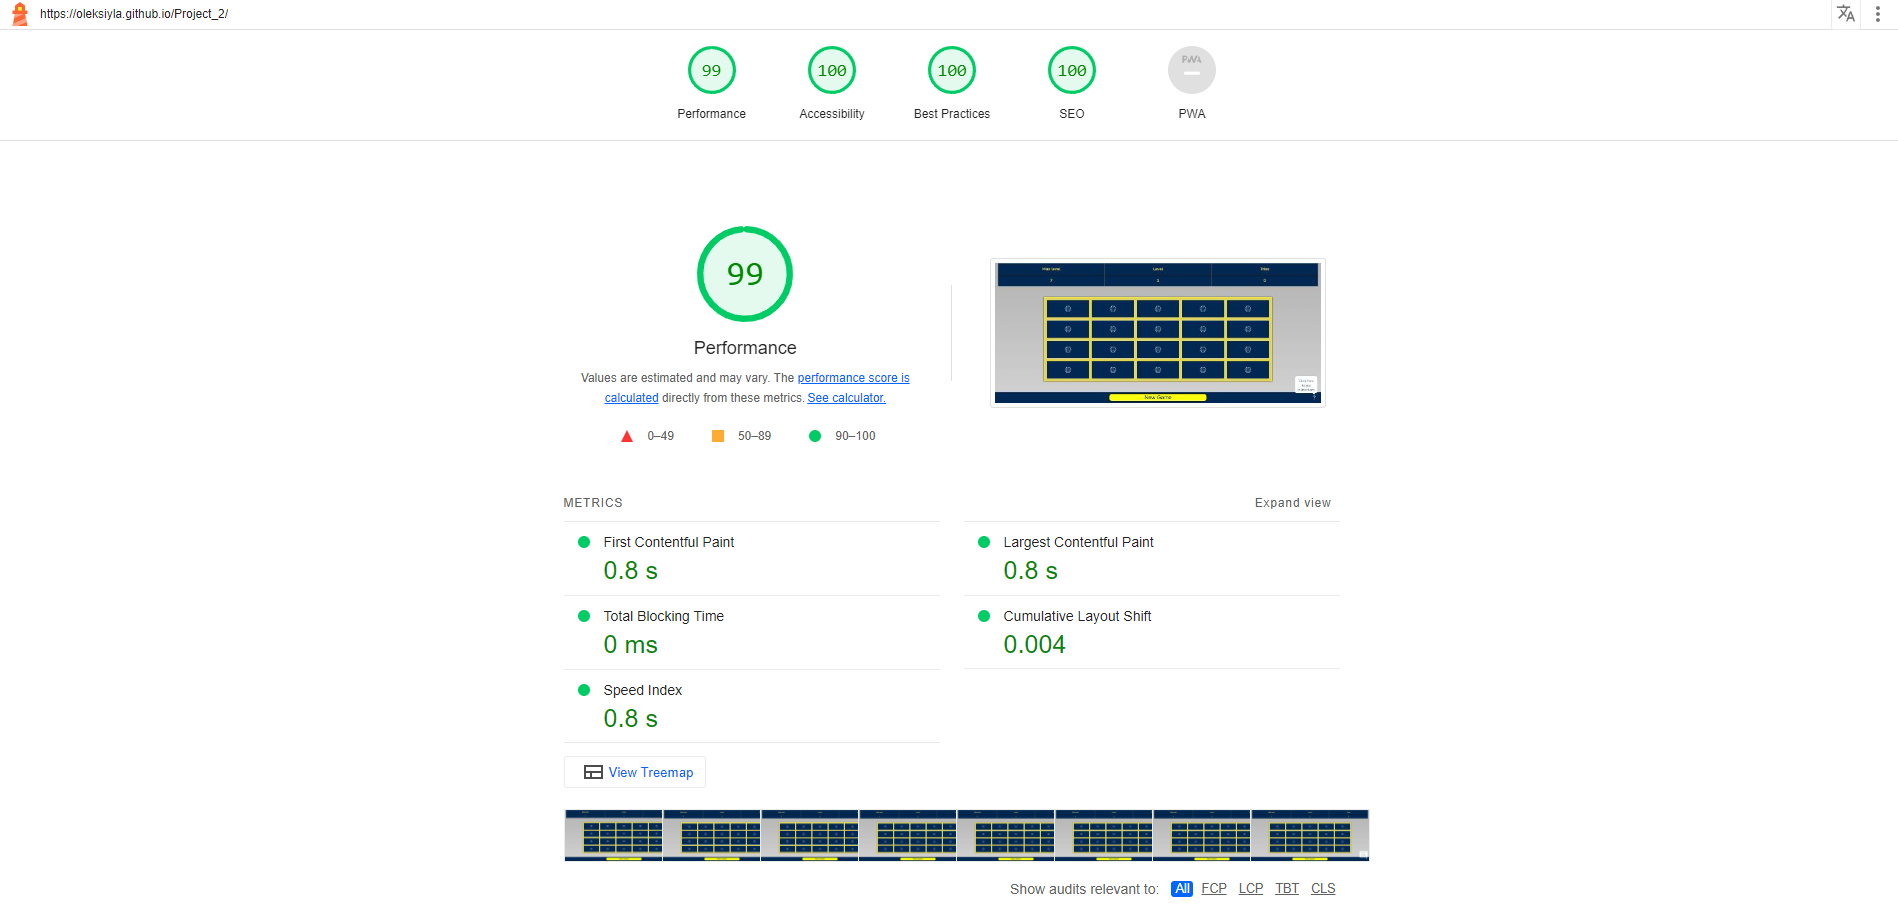 https://oleksiyla.github.io/Project_2/
99
100
100
100
PWA
Performance
Accessibility
Best Practices
SEO
PWA
99
Performance
Values are estimated and may vary. The performance score is
calculated directly from these metrics. See calculator.
0–49
50–89
90–100
Level
New Game
METRICS
Expand view
First Contentful Paint
0.8 s
Largest Contentful Paint
0.8 s
Total Blocking Time
0 ms
Cumulative Layout Shift
0.004
Speed Index
0.8 s
View Treemap
Show audits relevant to: All FCP LCP TBT CLS